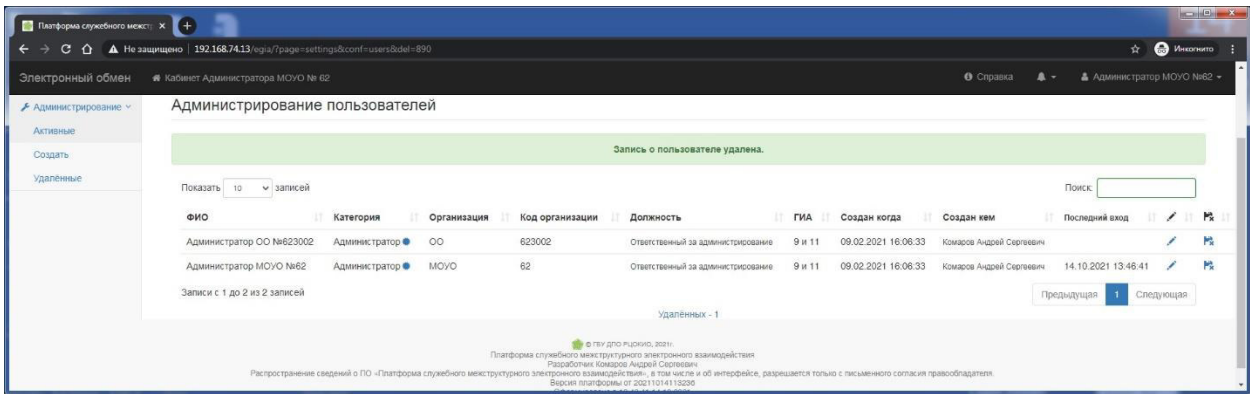 Платформа служебного межст
Не защищено 192.168.74.13/egia/?page=settings&conf=users&del=890
Инкогнито
Электронный обмен Кабинет Администратора МОУО № 62 Справка Администратор МОУО №62
Администрирование
Активные
Создать
Удалённые
Администрирование пользователей
Запись о пользователе удалена.
Показать 10 записей Поиск:
ФИО Категория Организация Код организации Должность ГИА Создан когда Создан кем Последний вход
Администратор ОО №623002 Администратор ОО 623002 Ответственный за администрирование 9 и 11 09.02.2021 16:06:33 Комаров Андрей Сергеевич
Администратор МОУО №62 Администратор МОУО 62 Ответственный за администрирование 9 и 11 09.02.2021 16:06:33 Комаров Андрей Сергеевич 14.10.2021 13:46:41
Записи с 1 до 2 из 2 записей Предыдущая 1 Следующая
Удалённых - 1
© ГБУ ДПО РЦОКИО, 2021г.
Платформа служебного межструктурного электронного взаимодействия
Разработчик Комаров Андрей Сергеевич
Распространение сведений о ПО «Платформа служебного межструктурного электронного взаимодействия», в том числе и об интерфейсе, разрешается только с письменного согласия правообладателя.
Версия платформы от 20211014113236